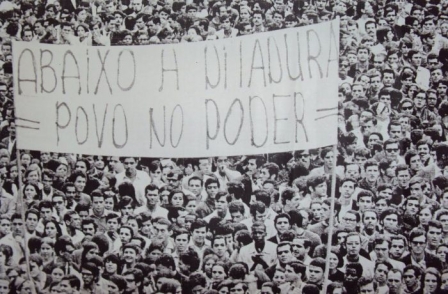 ABAIXO A DITADURA
= POVO NO PODER =